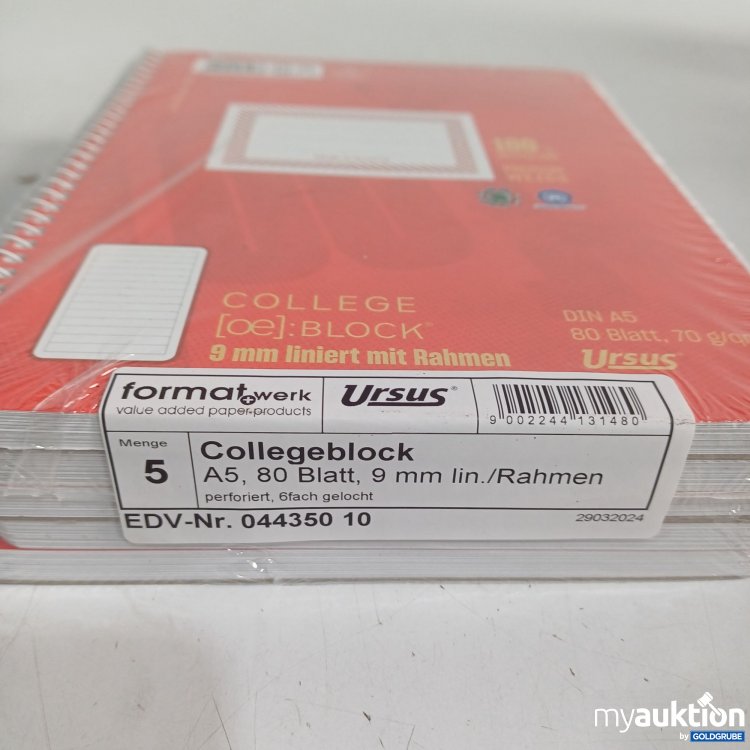 100
COLLEGE
[oe]:BLOCK
9 mm liniert mit Rahmen
DIN A5
80 Blatt, 70 g/qm
Ursus
format+werk
value added paper+products
Ursus®
9 002244 131480
Menge
5
Collegeblock
A5, 80 Blatt, 9 mm lin./Rahmen
perforiert, 6fach gelocht
EDV-Nr. 044350 10
29032024
myauktion
by GOLDGRUBE